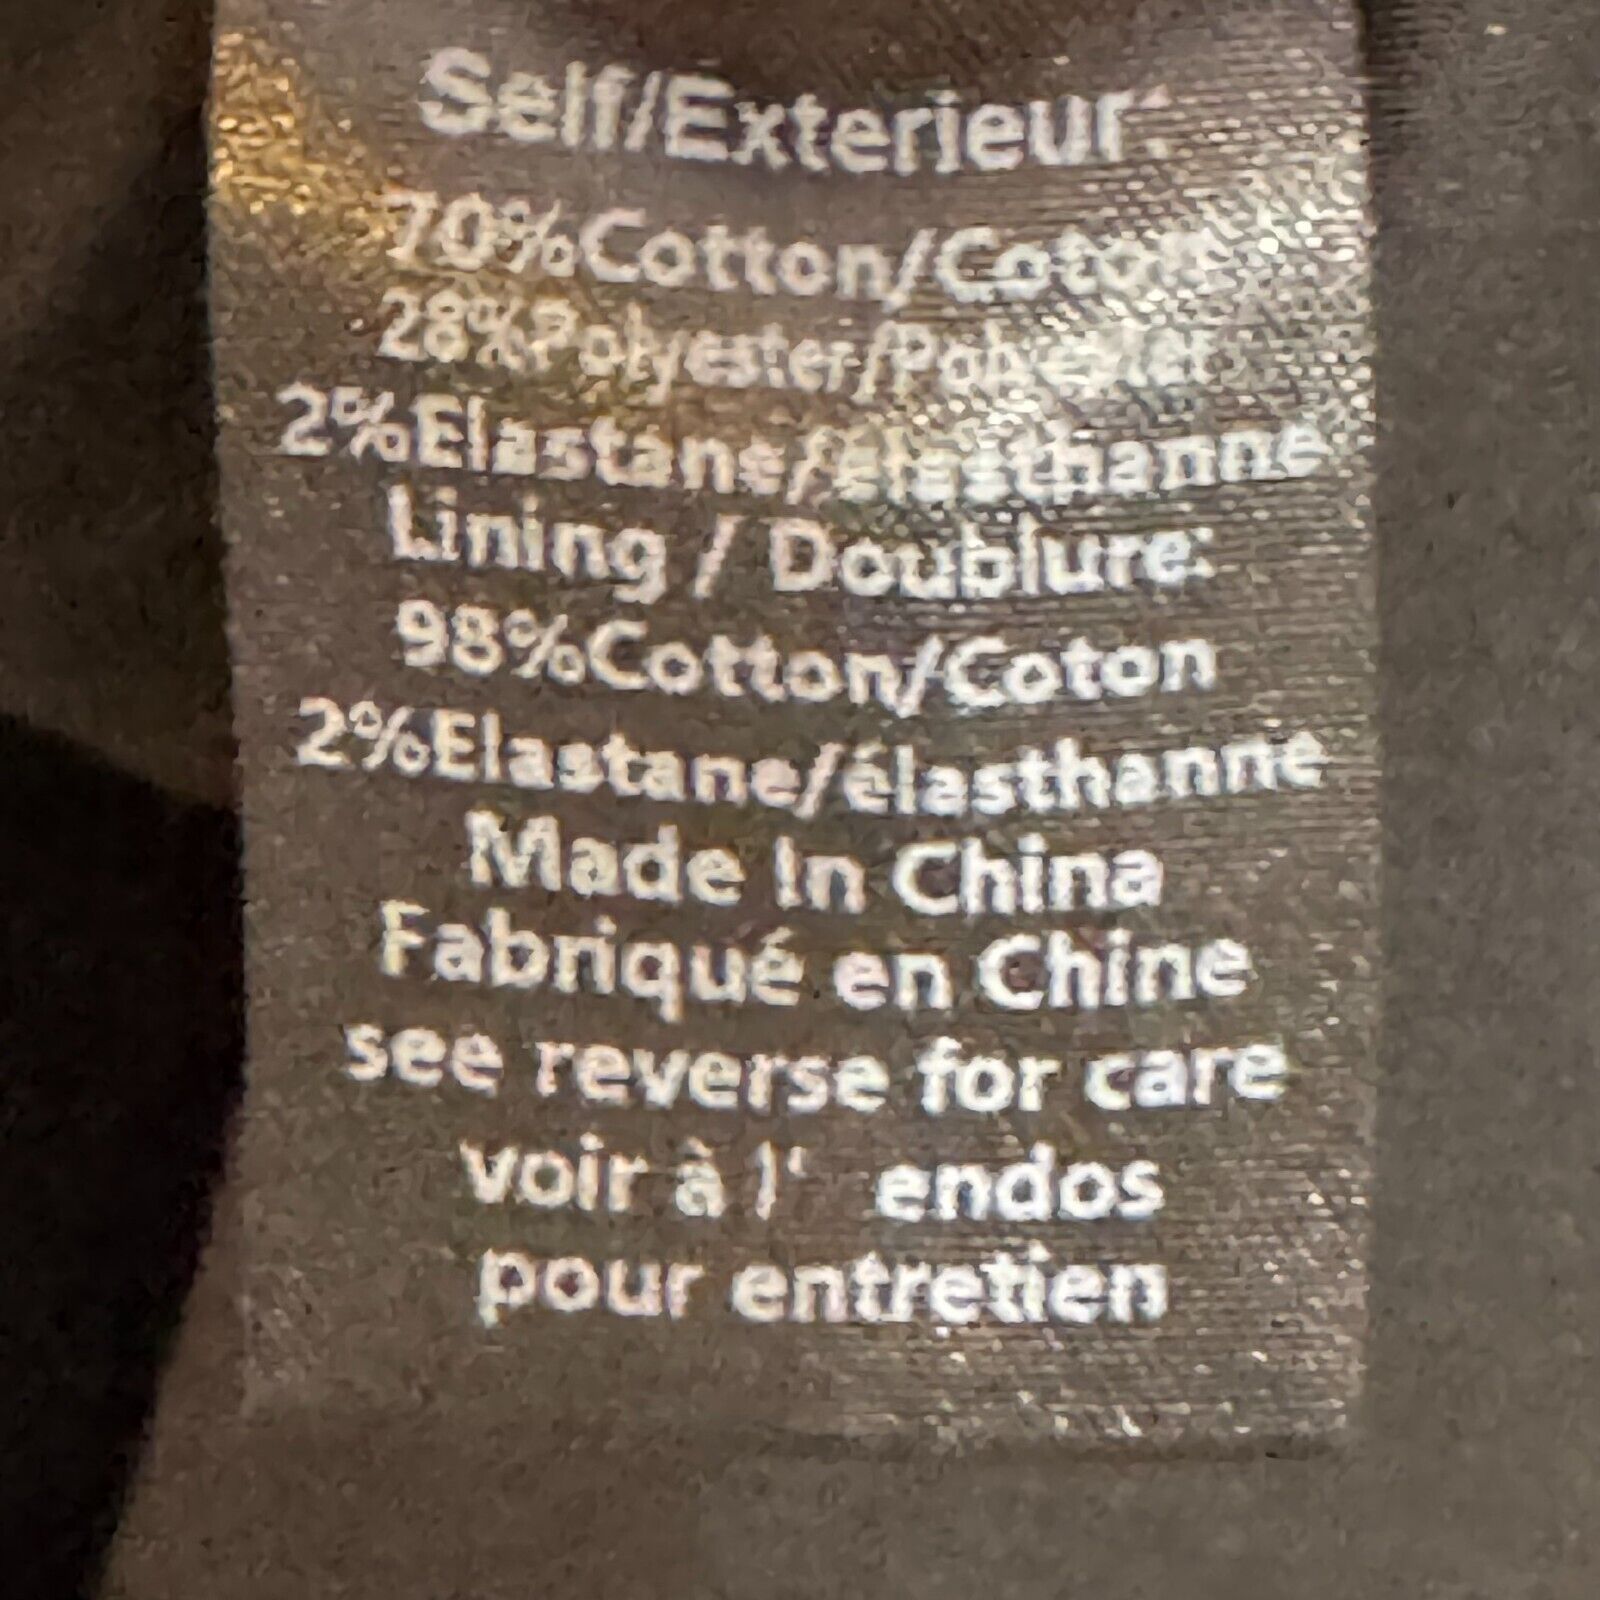 Self/Exterieur:
70%Cotton/Coton
28%Polyester/Polyester
2%Elastane/élasthanne
Lining / Doublure:
98%Cotton/Coton
2%Elastane/élasthanne
Made In China
Fabriqué en Chine
see reverse for care
voir à l' endos
pour entretien